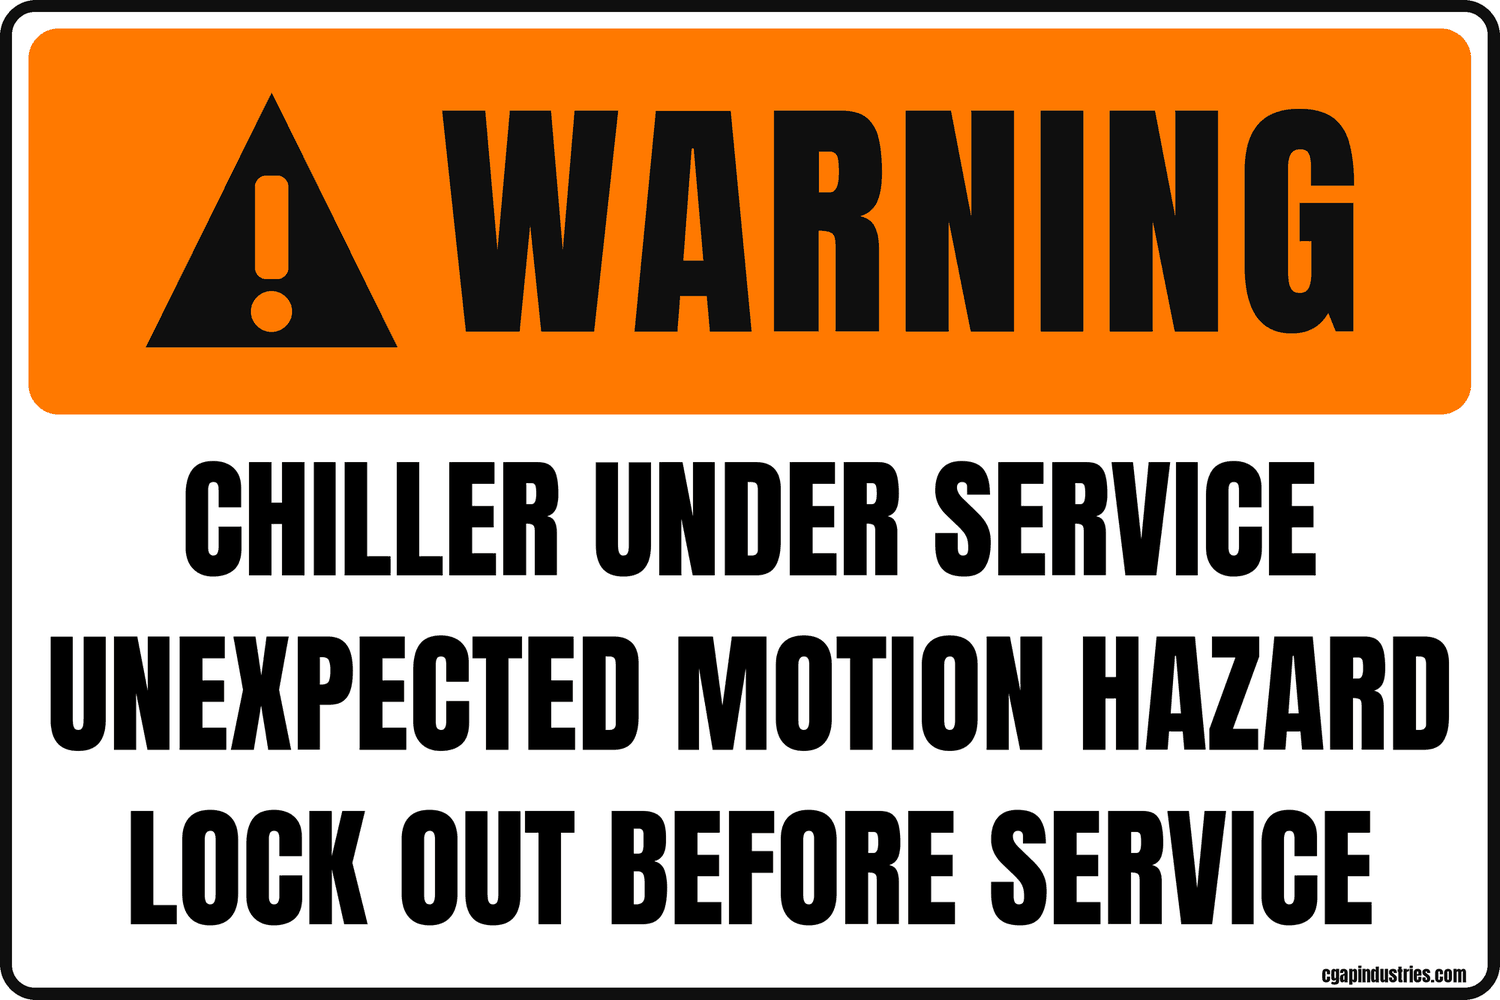 WARNING
CHILLER UNDER SERVICE
UNEXPECTED MOTION HAZARD
LOCK OUT BEFORE SERVICE
cgapindustries.com